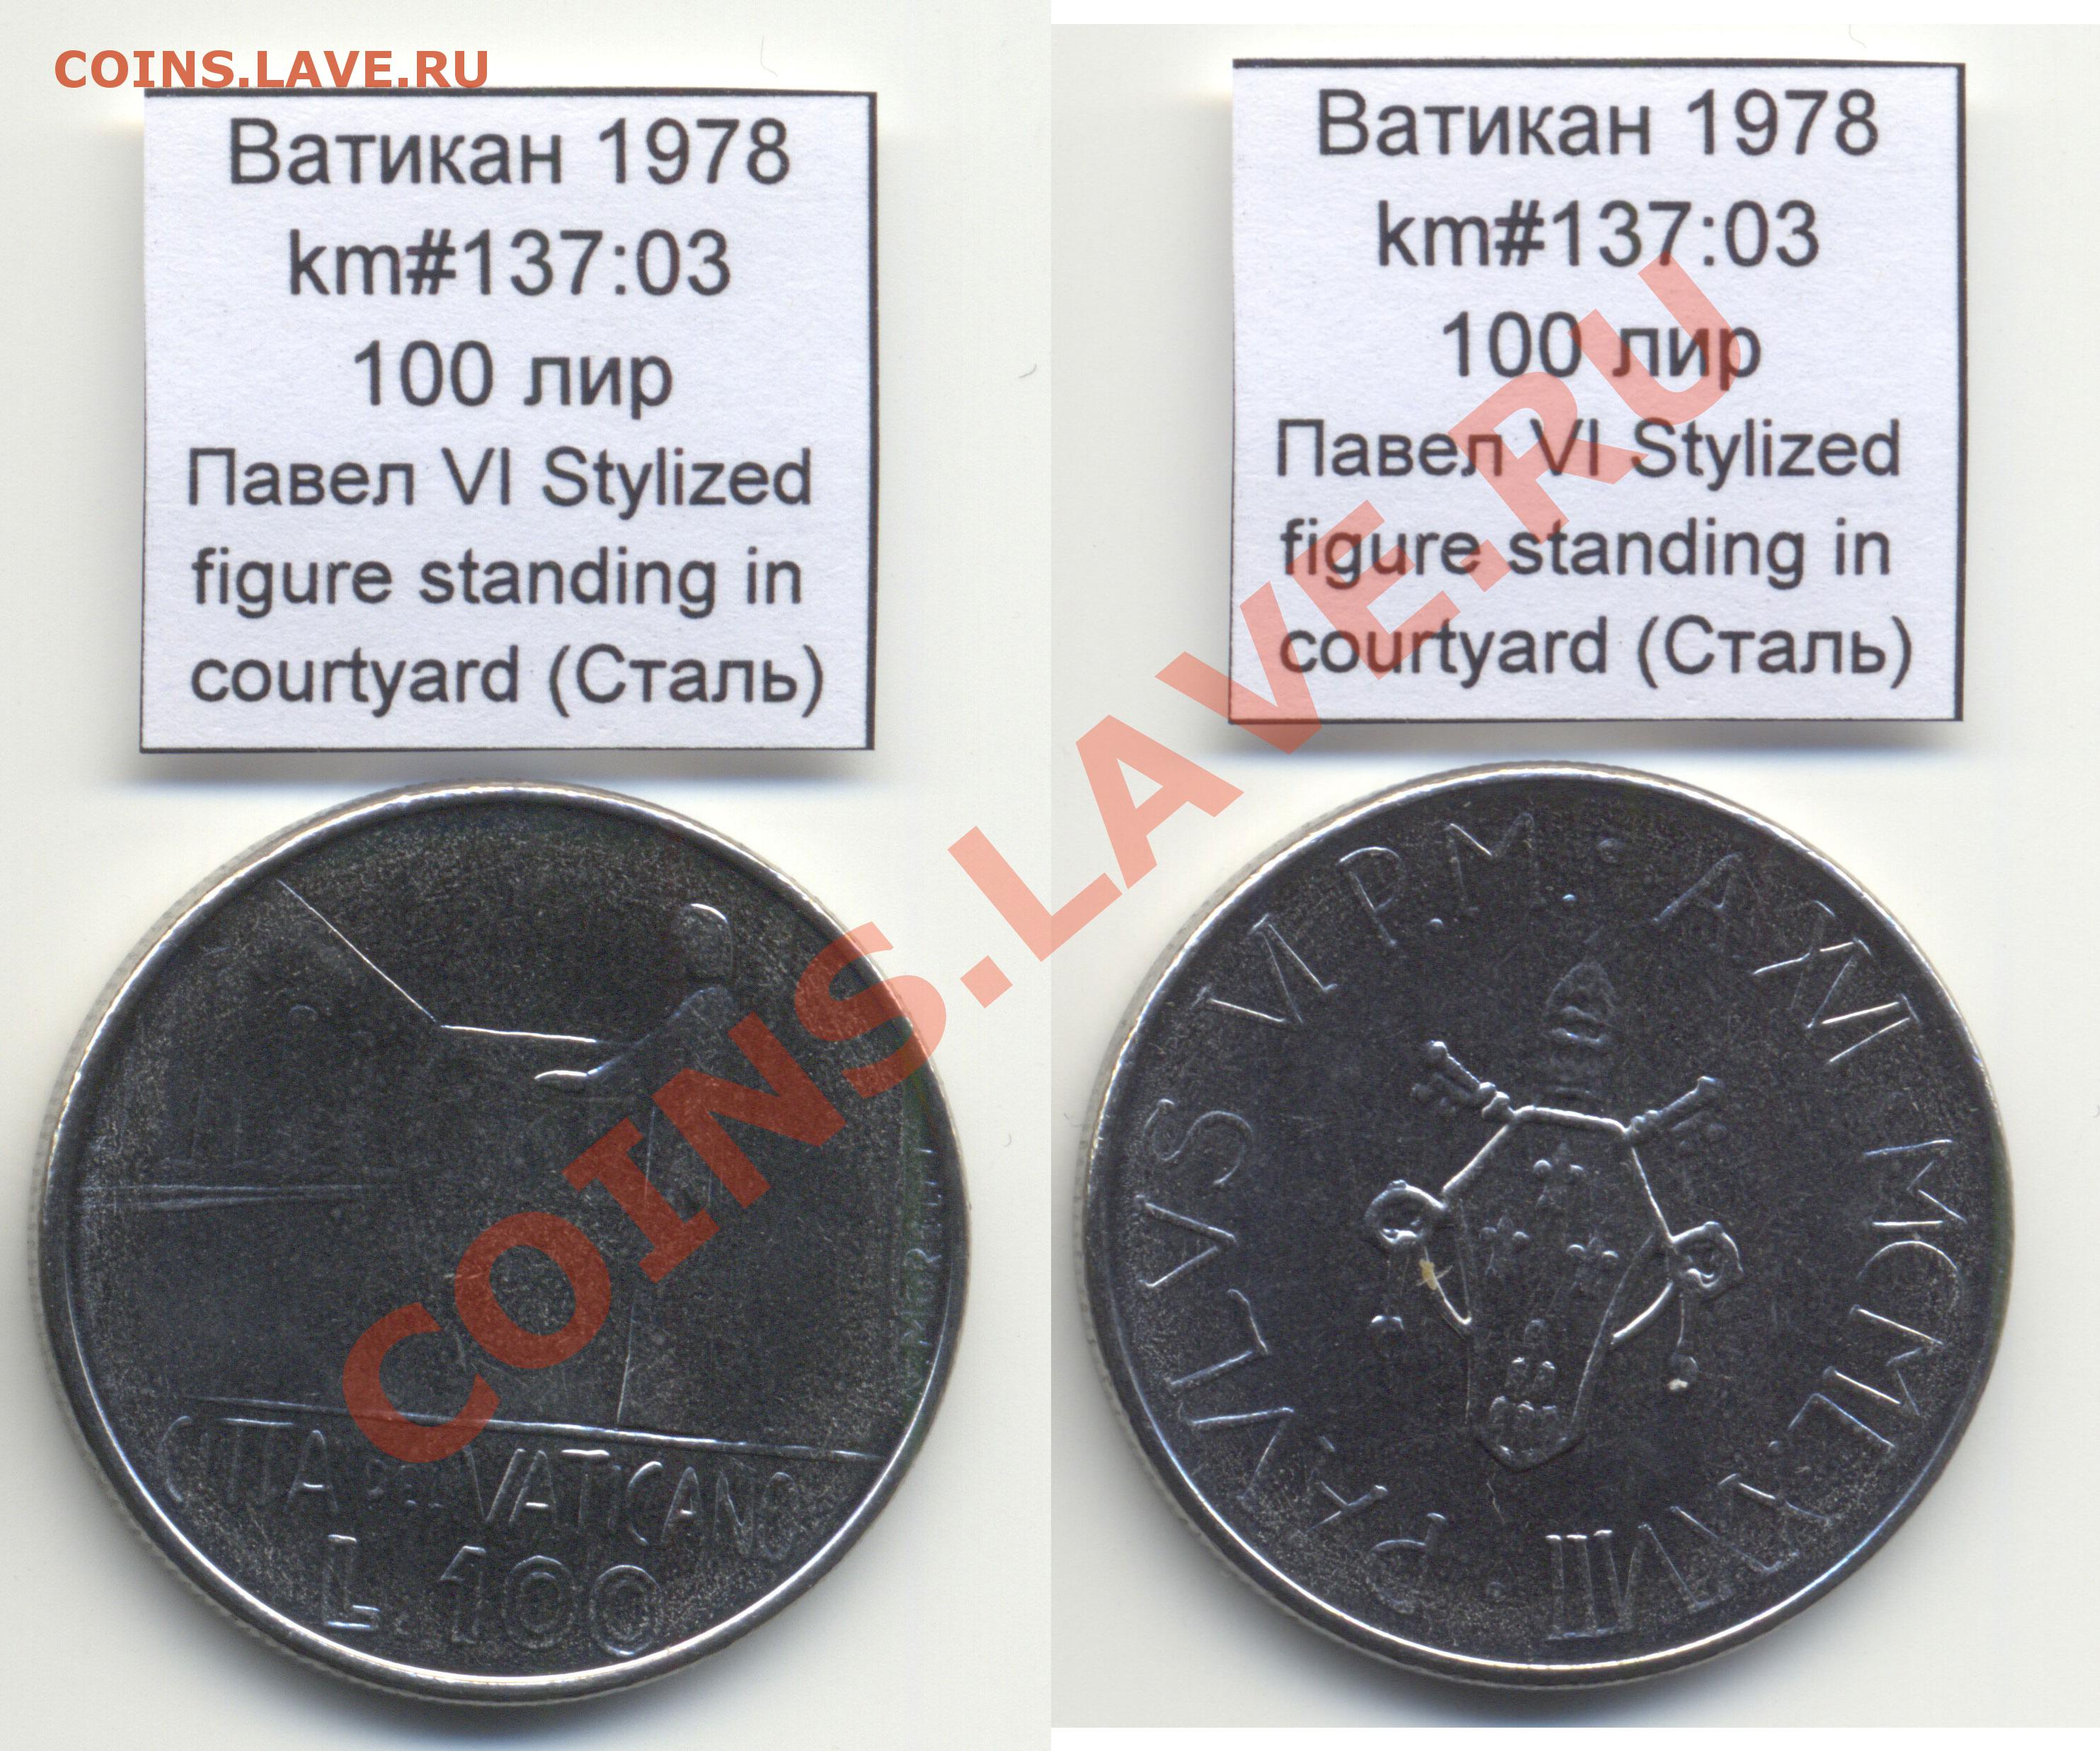 COINS.LAVE.RU
Ватикан 1978
km#137:03
100 лир
Павел VI Stylized
figure standing in
courtyard (Сталь)
CITTA DEL VATICANO
L.100
Ватикан 1978
km#137:03
100 лир
Павел VI Stylized
figure standing in
courtyard (Сталь)
PAVLVS VI P.M. · A.XVI · MCMLXXVIII
COINS.LAVE.RU